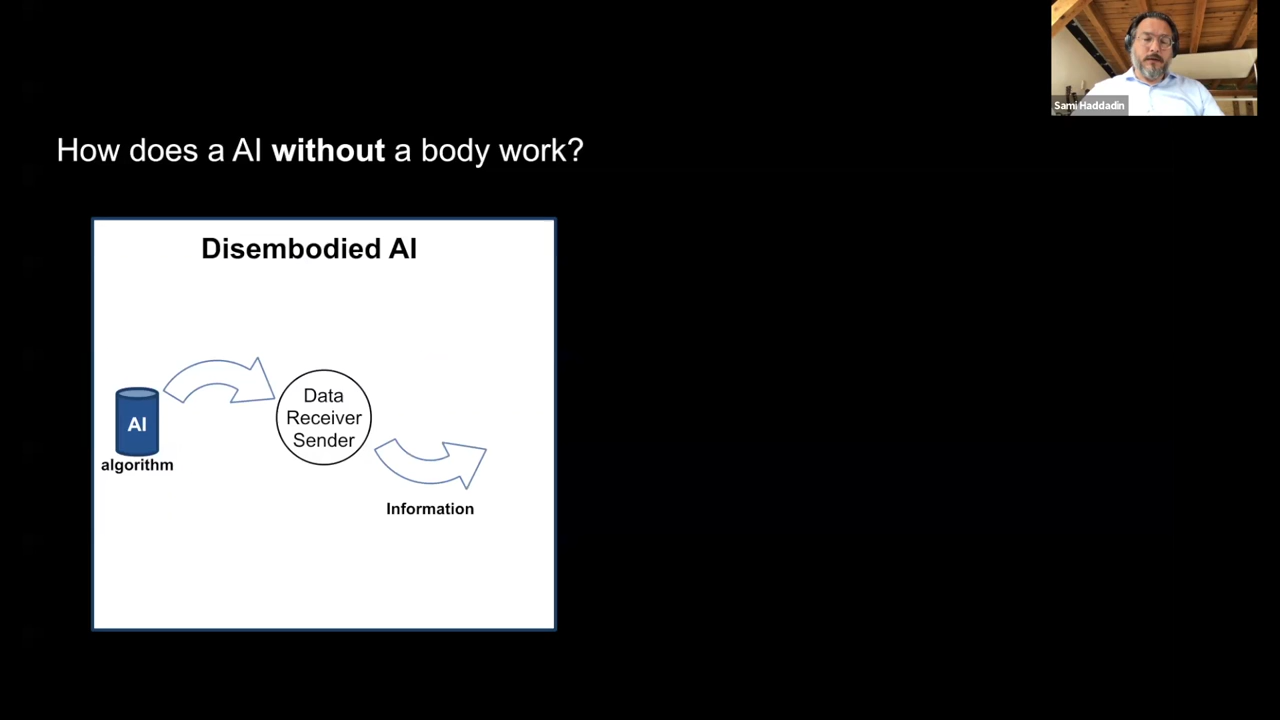 Sami Haddadin
How does a AI without a body work?
Disembodied AI
Data
Receiver
Sender
AI
algorithm
Information